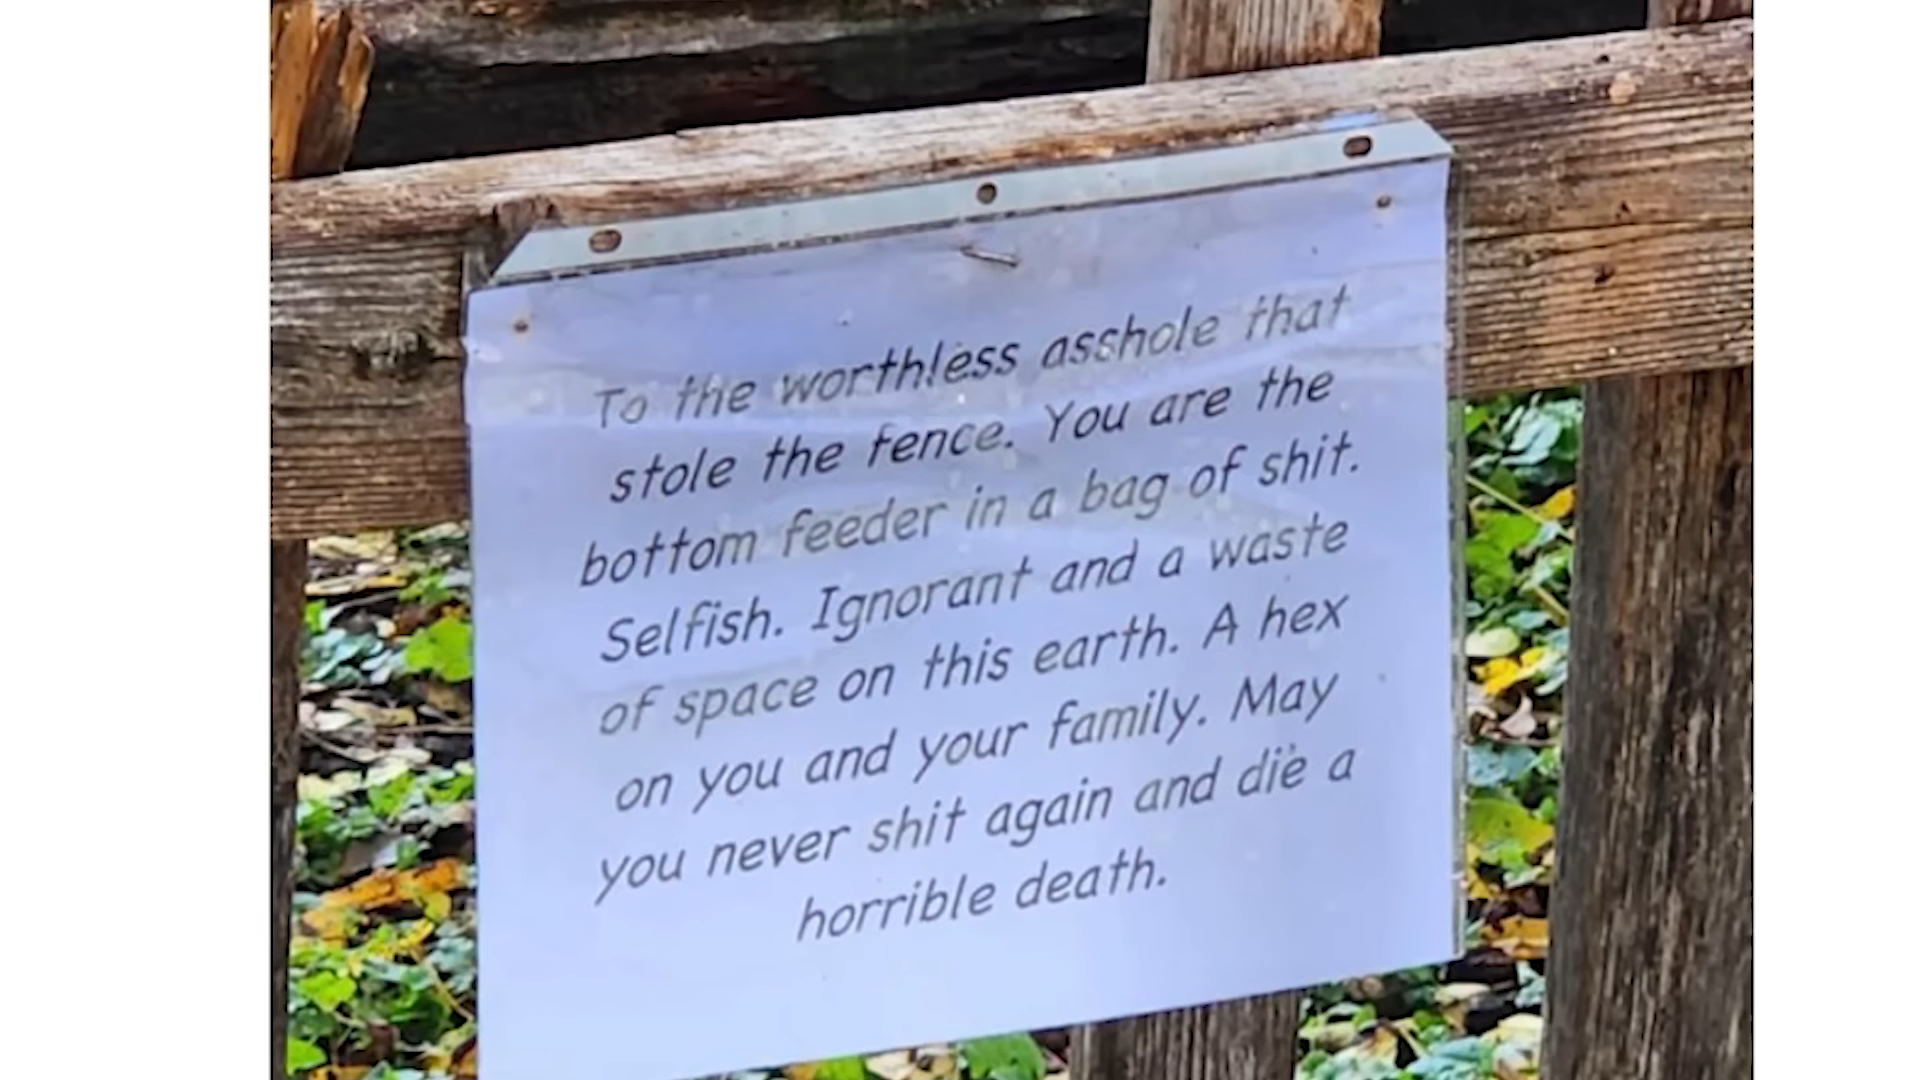 To the worthless asshole that
stole the fence. You are the
bottom feeder in a bag of shit.
Selfish. Ignorant and a waste
of space on this earth. A hex
on you and your family. May
you never shit again and die a
horrible death.